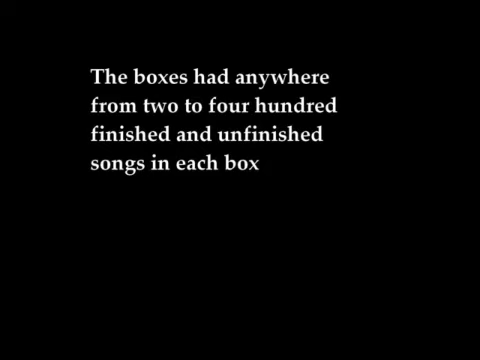 The boxes had anywhere
from two to four hundred
finished and unfinished
songs in each box